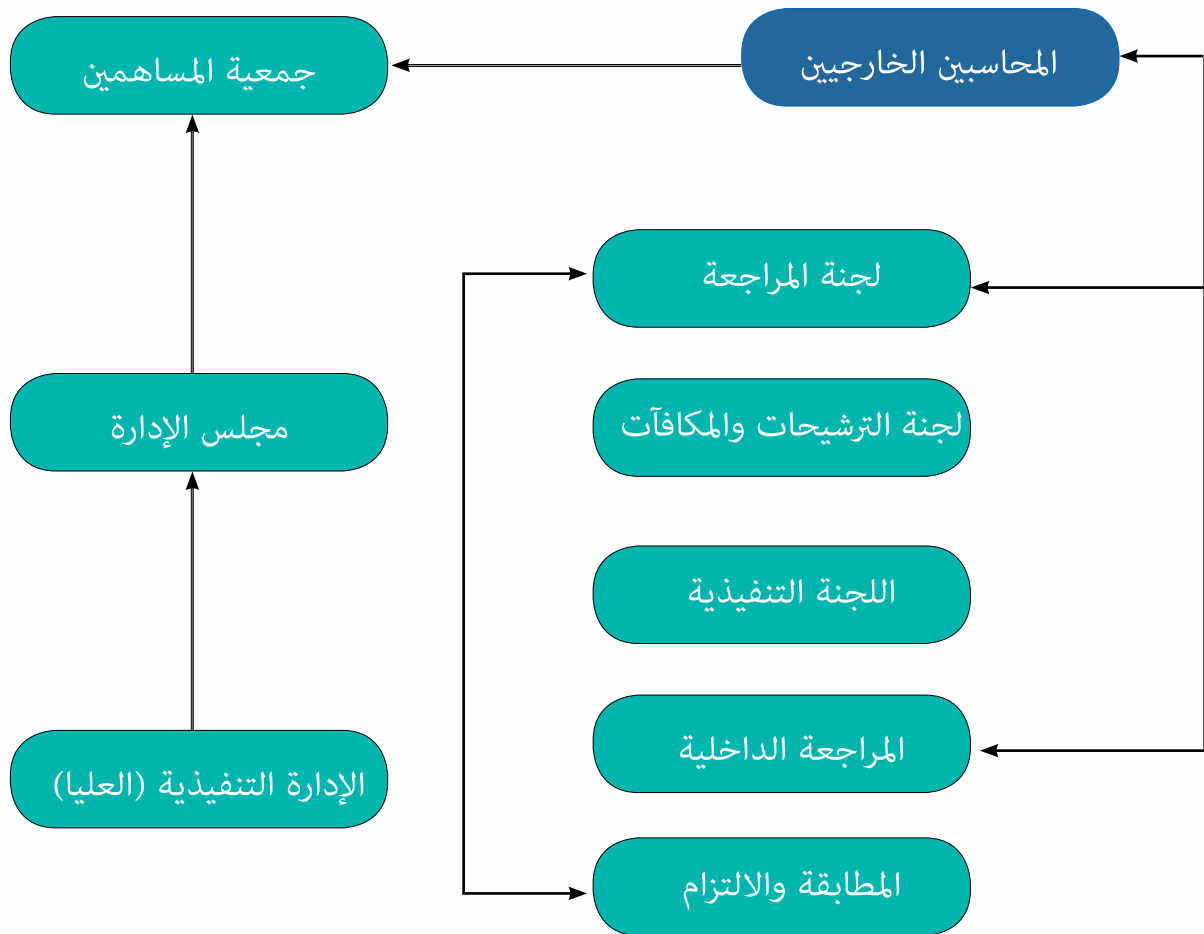 المحاسبين الخارجيين
جمعية المساهمين
لجنة المراجعة
لجنة الترشيحات والمكافآت
مجلس الإدارة
اللجنة التنفيذية
المراجعة الداخلية
الإدارة التنفيذية (العليا)
المطابقة والالتزام